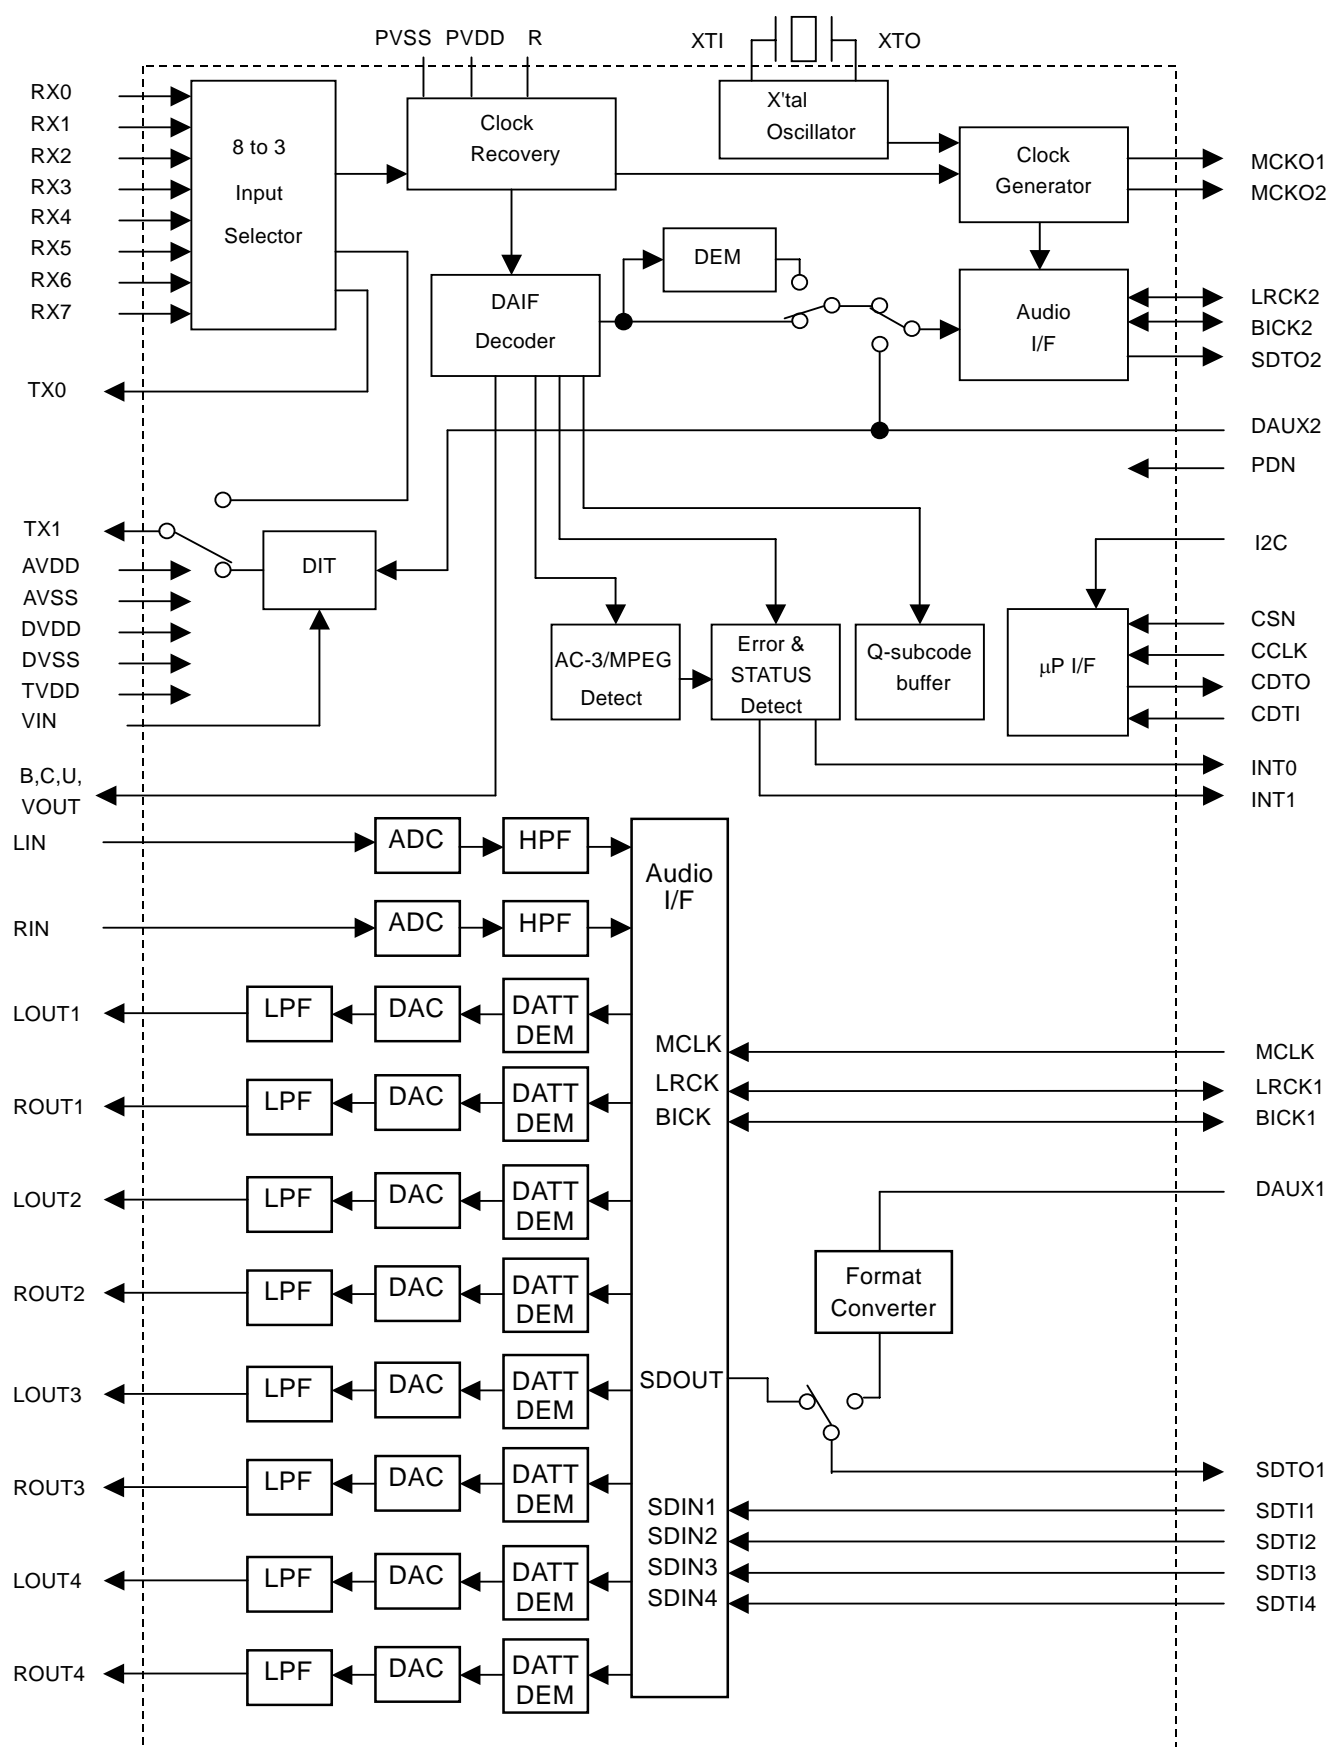 PVSS PVDD R XTI XTO
RX0
RX1
RX2
RX3
RX4
RX5
RX6
RX7
8 to 3
Input
Selector
Clock
Recovery
X'tal
Oscillator
Clock
Generator
MCKO1
MCKO2
DEM
DAIF
Decoder
Audio
I/F
LRCK2
BICK2
SDTO2
TX0
DAUX2
PDN
TX1
AVDD
AVSS
DVDD
DVSS
TVDD
VIN
DIT
I2C
AC-3/MPEG
Detect
Error &
STATUS
Detect
Q-subcode
buffer
µP I/F
CSN
CCLK
CDTO
CDTI
B,C,U,
VOUT
INT0
INT1
LIN
ADC
HPF
Audio
I/F
RIN
ADC
HPF
LOUT1
LPF
DAC
DATT
DEM
MCLK
MCLK
ROUT1
LPF
DAC
DATT
DEM
LRCK
LRCK1
BICK
BICK1
LOUT2
LPF
DAC
DATT
DEM
DAUX1
ROUT2
LPF
DAC
DATT
DEM
Format
Converter
LOUT3
LPF
DAC
DATT
DEM
SDOUT
ROUT3
LPF
DAC
DATT
DEM
SDTO1
SDIN1
SDTI1
SDIN2
SDTI2
SDIN3
SDTI3
SDIN4
SDTI4
LOUT4
LPF
DAC
DATT
DEM
ROUT4
LPF
DAC
DATT
DEM